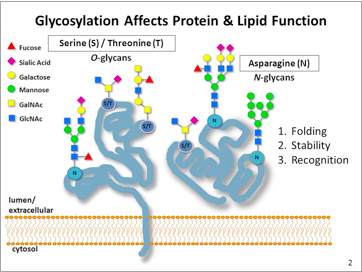 Glycosylation Affects Protein & Lipid Function
Serine (S) / Threonine (T)
O-glycans
Asparagine (N)
N-glycans
Fucose
Sialic Acid
Galactose
Mannose
GalNAc
GlcNAc
S/T
S/T
N
N
S/T
N
1. Folding
2. Stability
3. Recognition
lumen/
extracellular
cytosol
2